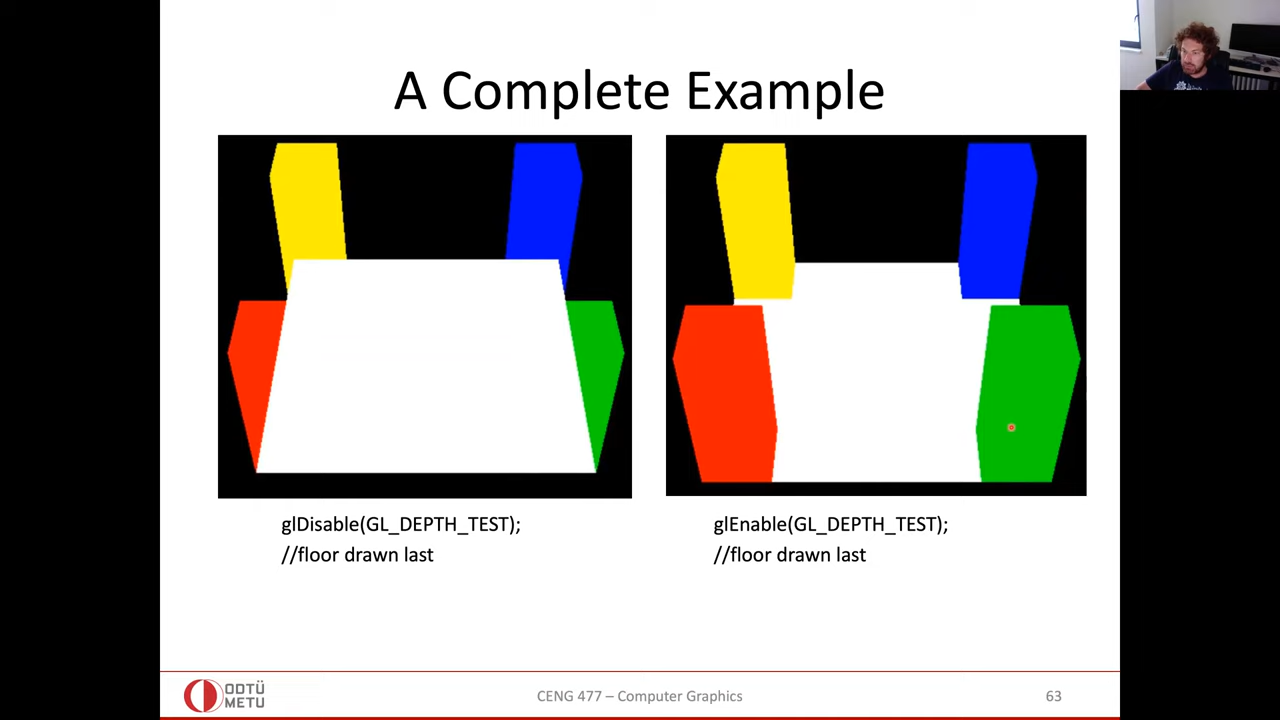 A Complete Example
glDisable(GL_DEPTH_TEST);
//floor drawn last
glEnable(GL_DEPTH_TEST);
//floor drawn last
ODTÜ
METU
CENG 477 – Computer Graphics
63